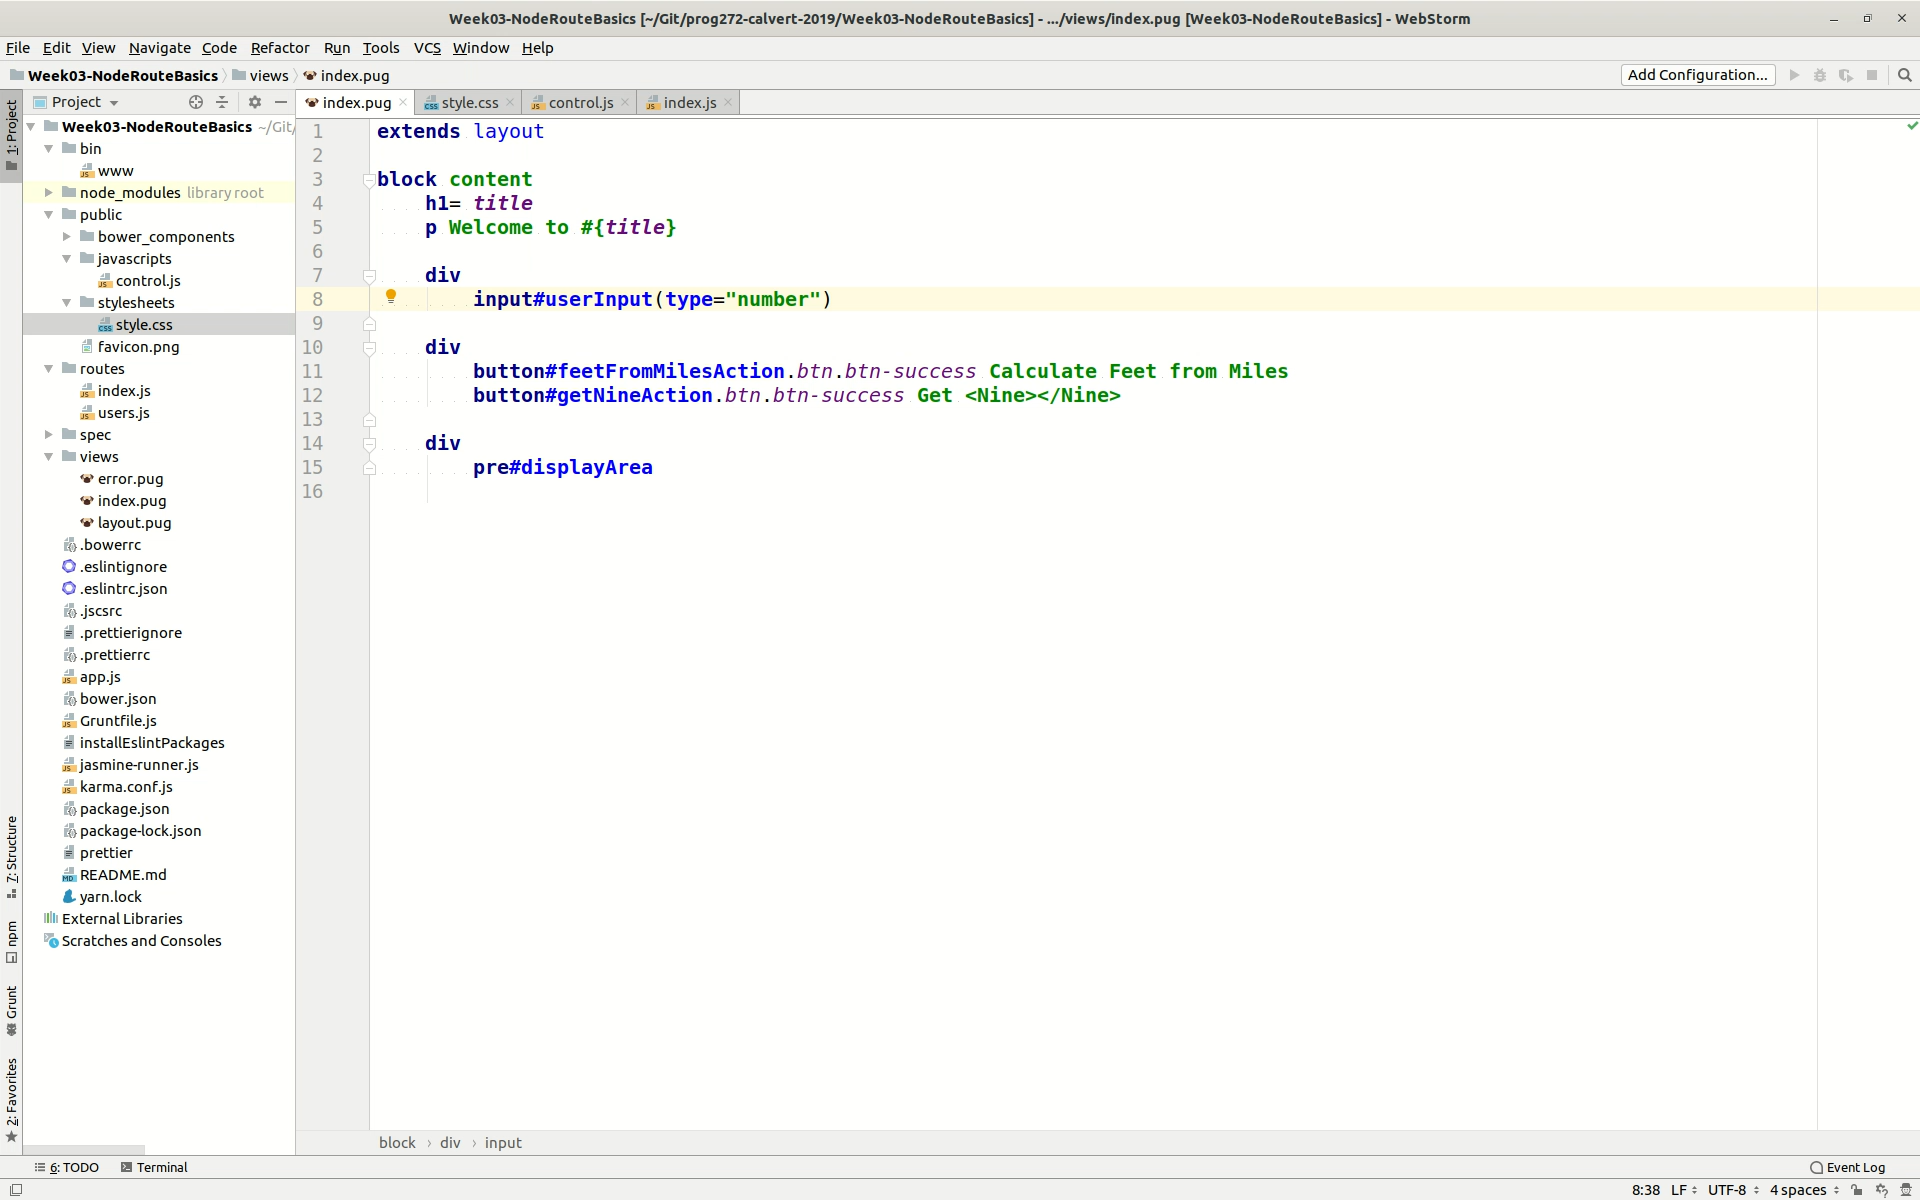 Week03-NodeRouteBasics [~/Git/prog272-calvert-2019/Week03-NodeRouteBasics] - .../views/index.pug [Week03-NodeRouteBasics] - WebStorm
File Edit View Navigate Code Refactor Run Tools VCS Window Help
Week03-NodeRouteBasics views index.pug
Add Configuration...
Project
index.pug style.css control.js index.js
1: Project
7: Structure
npm
Grunt
2: Favorites
Week03-NodeRouteBasics ~/Git/
bin
www
node_modules library root
public
bower_components
javascripts
control.js
stylesheets
style.css
favicon.png
routes
index.js
users.js
spec
views
error.pug
index.pug
layout.pug
.bowerrc
.eslintignore
.eslintrc.json
.jscsrc
.prettierignore
.prettierrc
app.js
bower.json
Gruntfile.js
installEslintPackages
jasmine-runner.js
karma.conf.js
package.json
package-lock.json
prettier
README.md
yarn.lock
External Libraries
Scratches and Consoles
1 extends layout
2
3 block content
4 h1= title
5 p Welcome to #{title}
6
7 div
8 input#userInput(type="number")
9
10 div
11 button#feetFromMilesAction.btn.btn-success Calculate Feet from Miles
12 button#getNineAction.btn.btn-success Get <Nine></Nine>
13
14 div
15 pre#displayArea
16
block › div › input
6: TODO Terminal
Event Log
8:38 LF UTF-8 4 spaces